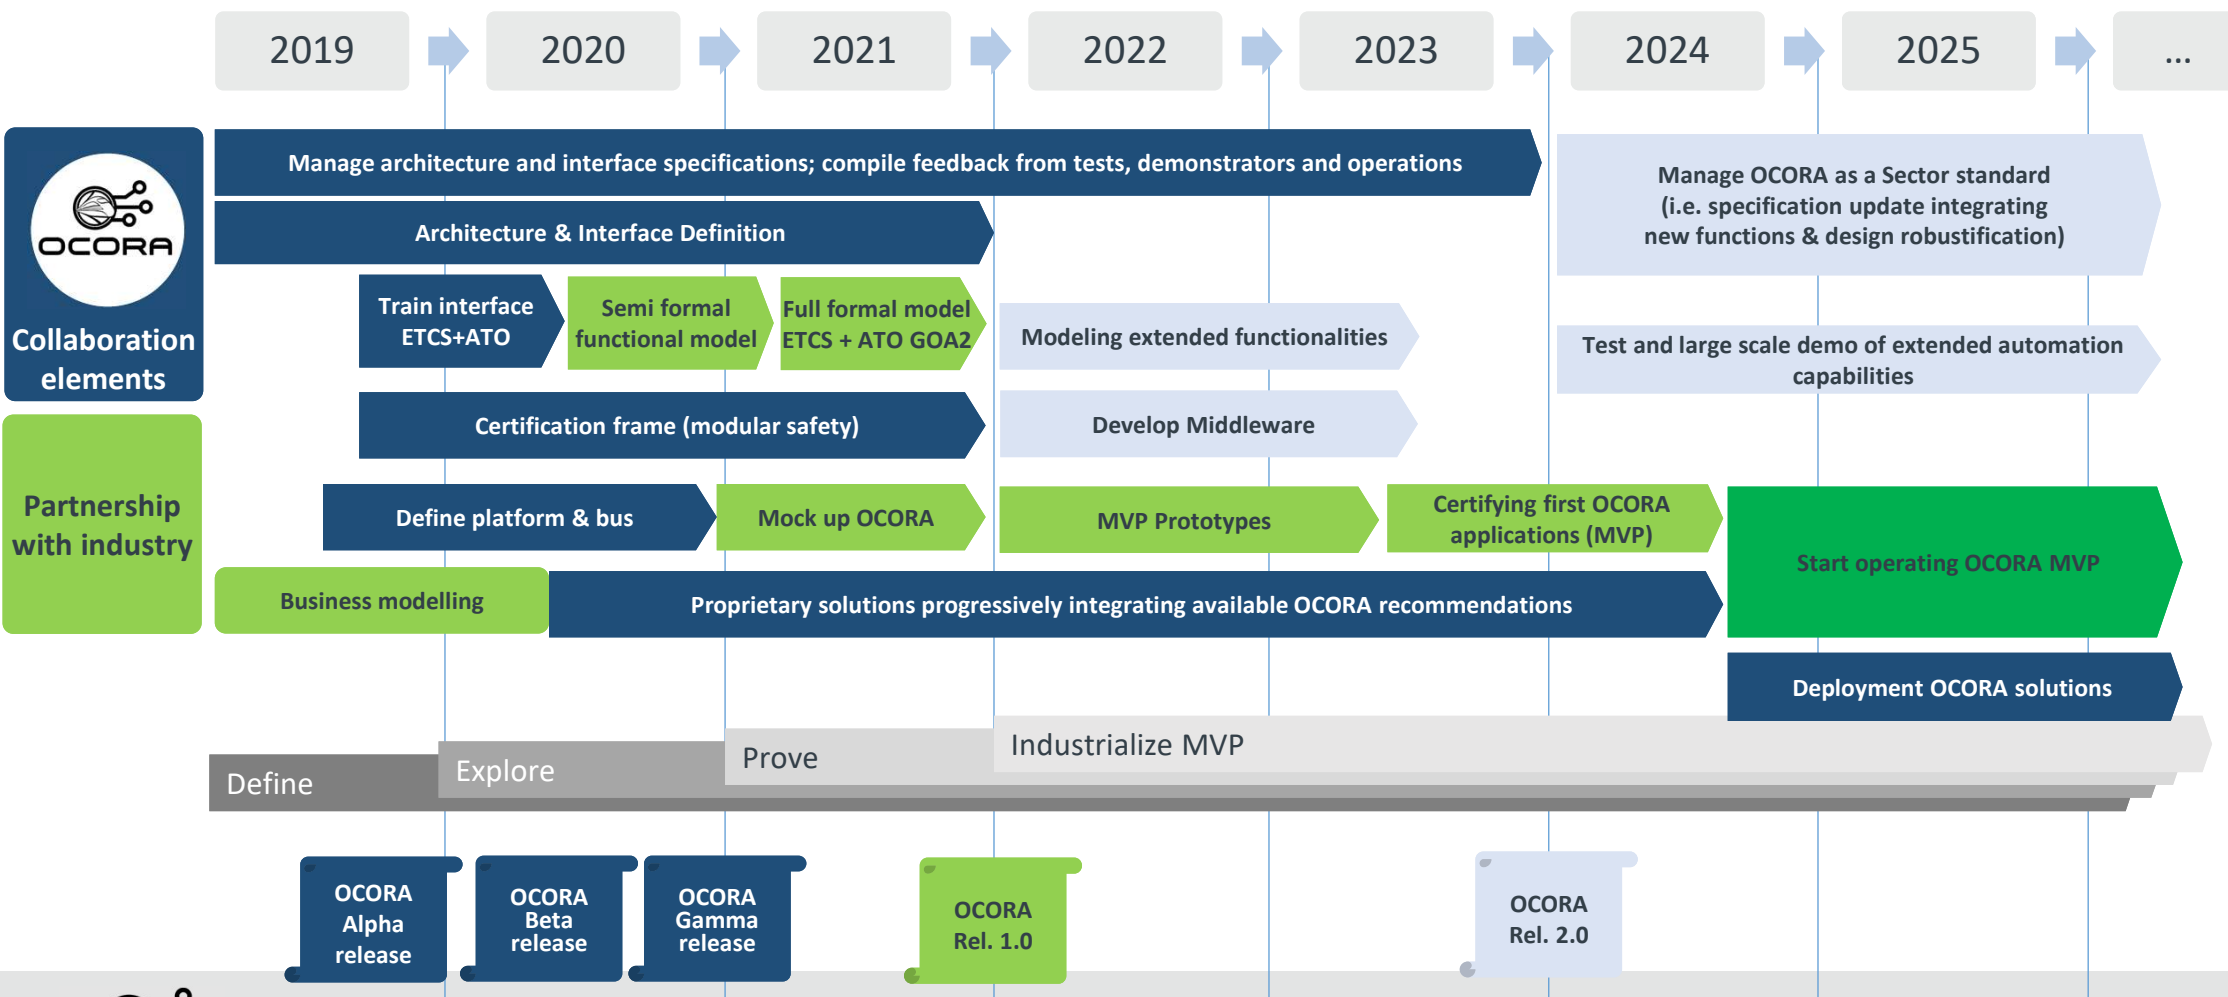 2019
2020
2021
2022
2023
2024
2025
...
OCORA
Collaboration
elements
Partnership
with industry
Manage architecture and interface specifications; compile feedback from tests, demonstrators and operations
Manage OCORA as a Sector standard
(i.e. specification update integrating
new functions & design robustification)
Architecture & Interface Definition
Train interface
ETCS+ATO
Semi formal
functional model
Full formal model
ETCS + ATO GOA2
Modeling extended functionalities
Test and large scale demo of extended automation
capabilities
Certification frame (modular safety)
Develop Middleware
Define platform & bus
Mock up OCORA
MVP Prototypes
Certifying first OCORA
applications (MVP)
Start operating OCORA MVP
Business modelling
Proprietary solutions progressively integrating available OCORA recommendations
Deployment OCORA solutions
Define
Explore
Prove
Industrialize MVP
OCORA
Alpha
release
OCORA
Beta
release
OCORA
Gamma
release
OCORA
Rel. 1.0
OCORA
Rel. 2.0